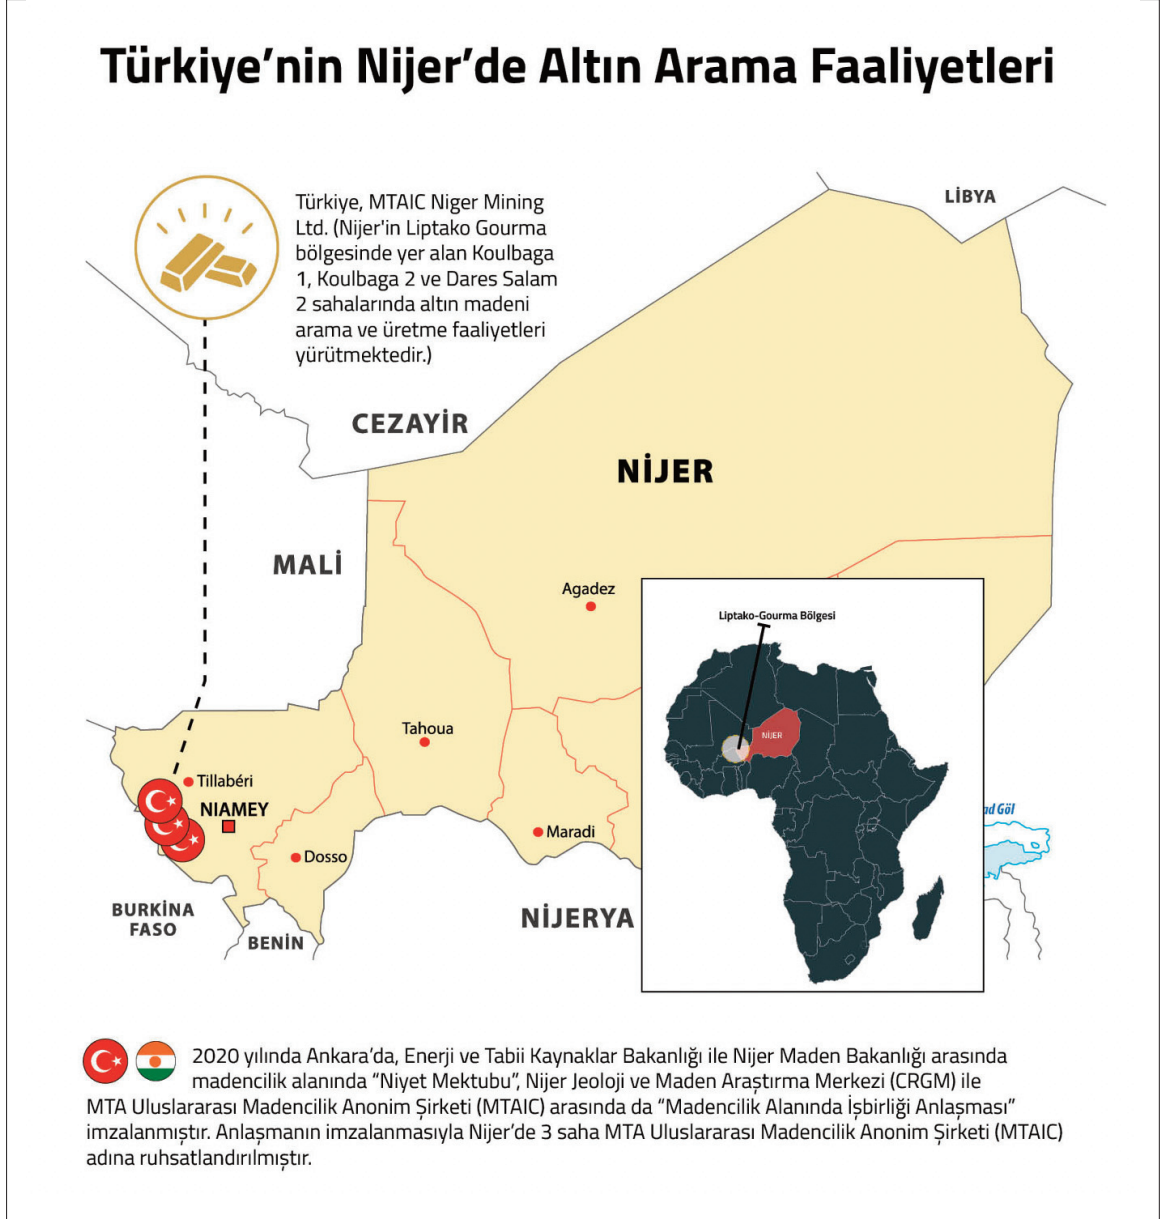 Türkiye’nin Nijer’de Altın Arama Faaliyetleri
Türkiye, MTAIC Niger Mining
Ltd. (Nijer'in Liptako Gourma
bölgesinde yer alan Koulbaga
1, Koulbaga 2 ve Dares Salam
2 sahalarında altın madeni
arama ve üretme faaliyetleri
yürütmektedir.)
LİBYA
CEZAYİR
NİJER
MALİ
Agadez
Liptako-Gourma Bölgesi
NİJER
Tahoua
Tillabéri
NIAMEY
Maradi
Dosso
ad Göl
BURKİNA
FASO
BENİN
NİJERYA
2020 yılında Ankara’da, Enerji ve Tabii Kaynaklar Bakanlığı ile Nijer Maden Bakanlığı arasında
madencilik alanında “Niyet Mektubu”, Nijer Jeoloji ve Maden Araştırma Merkezi (CRGM) ile
MTA Uluslararası Madencilik Anonim Şirketi (MTAIC) arasında da “Madencilik Alanında İşbirliği Anlaşması”
imzalanmıştır. Anlaşmanın imzalanmasıyla Nijer’de 3 saha MTA Uluslararası Madencilik Anonim Şirketi (MTAIC)
adına ruhsatlandırılmıştır.